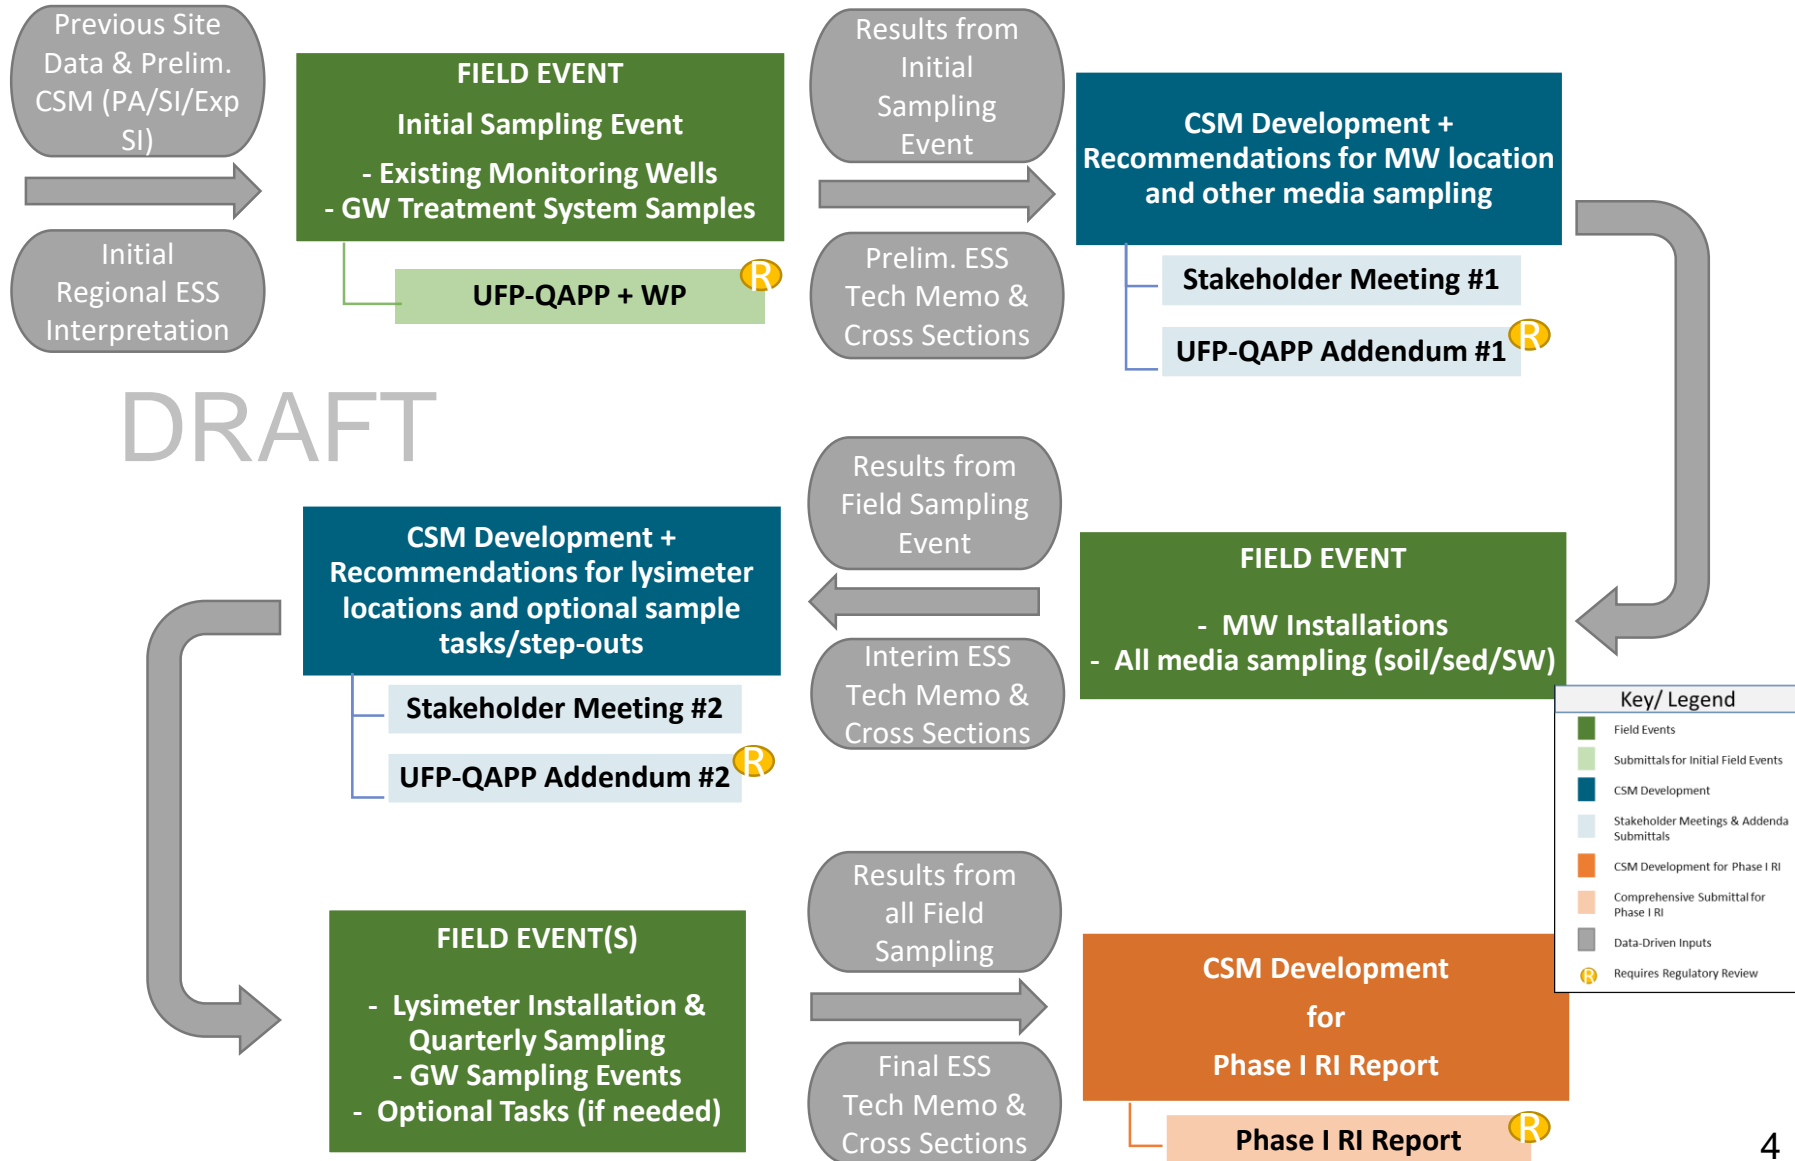 Previous Site
Data & Prelim.
CSM (PA/SI/Exp
SI)
Initial
Regional ESS
Interpretation
FIELD EVENT
Initial Sampling Event
- Existing Monitoring Wells
- GW Treatment System Samples
UFP-QAPP + WP
R
Results from
Initial
Sampling
Event
Prelim. ESS
Tech Memo &
Cross Sections
CSM Development +
Recommendations for MW location
and other media sampling
Stakeholder Meeting #1
UFP-QAPP Addendum #1
R
DRAFT
FIELD EVENT
- MW Installations
- All media sampling (soil/sed/SW)
Results from
Field Sampling
Event
Interim ESS
Tech Memo &
Cross Sections
CSM Development +
Recommendations for lysimeter
locations and optional sample
tasks/step-outs
Stakeholder Meeting #2
UFP-QAPP Addendum #2
R
FIELD EVENT(S)
- Lysimeter Installation &
Quarterly Sampling
- GW Sampling Events
- Optional Tasks (if needed)
Results from
all Field
Sampling
Final ESS
Tech Memo &
Cross Sections
CSM Development
for
Phase I RI Report
Phase I RI Report
R
Key/ Legend
Field Events
Submittals for Initial Field Events
CSM Development
Stakeholder Meetings & Addenda
Submittals
CSM Development for Phase I RI
Comprehensive Submittal for
Phase I RI
Data-Driven Inputs
R Requires Regulatory Review
4